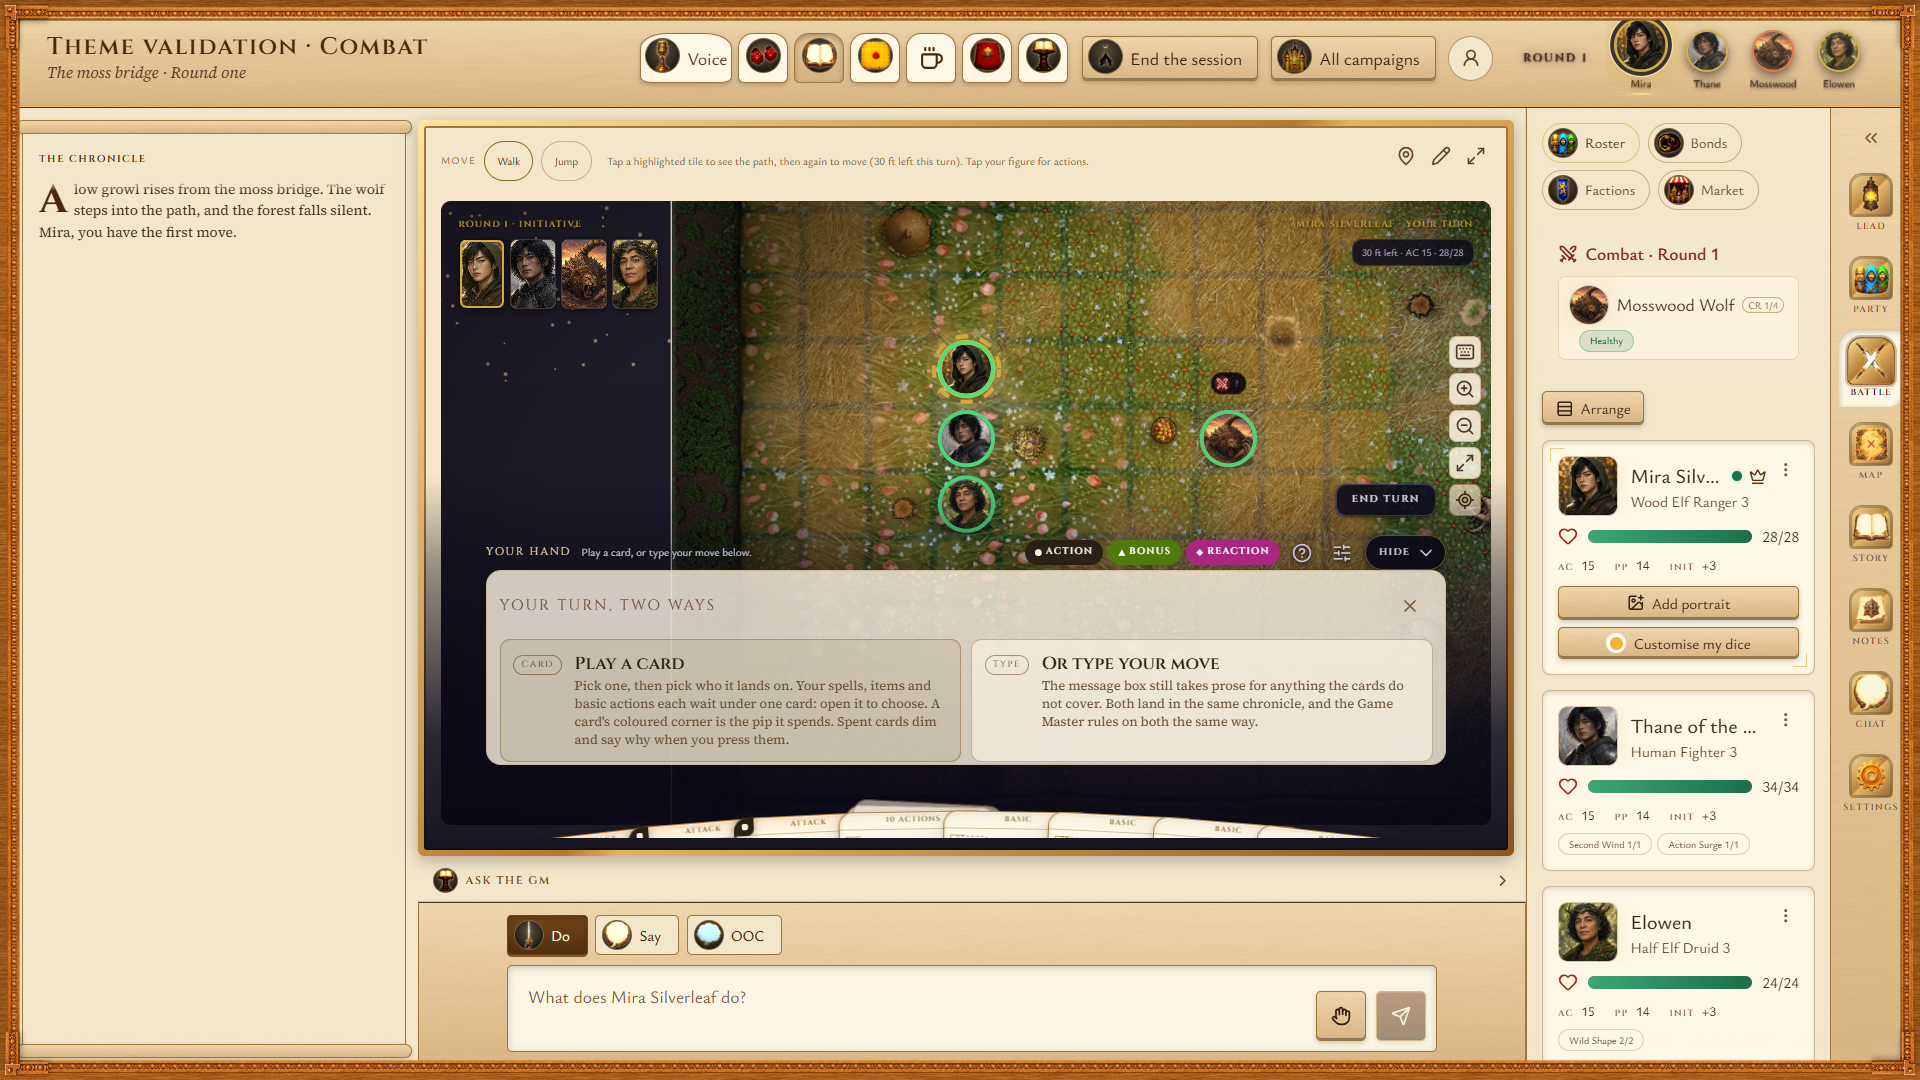 Theme validation · Combat
The moss bridge · Round one
Voice
End the session
All campaigns
ROUND 1
Mira
Thane
Mosswood
Elowen
THE CHRONICLE
A low growl rises from the moss bridge. The wolf
steps into the path, and the forest falls silent.
Mira, you have the first move.
MOVE
Walk
Jump
Tap a highlighted tile to see the path, then again to move (30 ft left this turn). Tap your figure for actions.
ROUND 1 · INITIATIVE
MIRA SILVERLEAF · YOUR TURN
30 ft left · AC 15 · 28/28
END TURN
YOUR HAND
Play a card, or type your move below.
ACTION
BONUS
REACTION
HIDE
YOUR TURN, TWO WAYS
CARD
Play a card
Pick one, then pick who it lands on. Your spells, items and
basic actions each wait under one card: open it to choose. A
card's coloured corner is the pip it spends. Spent cards dim
and say why when you press them.
TYPE
Or type your move
The message box still takes prose for anything the cards do
not cover. Both land in the same chronicle, and the Game
Master rules on both the same way.
ATTACK
ATTACK
10 ACTIONS
BASIC
BASIC
BASIC
ASK THE GM
Do
Say
OOC
What does Mira Silverleaf do?
Roster
Bonds
Factions
Market
Combat · Round 1
Mosswood Wolf
CR 1/4
Healthy
Arrange
Mira Silv...
Wood Elf Ranger 3
28/28
AC 15 PP 14 INIT +3
Add portrait
Customise my dice
Thane of the ...
Human Fighter 3
34/34
AC 15 PP 14 INIT +3
Second Wind 1/1
Action Surge 1/1
Elowen
Half Elf Druid 3
24/24
AC 15 PP 14 INIT +3
Wild Shape 2/2
LEAD
PARTY
BATTLE
MAP
STORY
NOTES
CHAT
SETTINGS